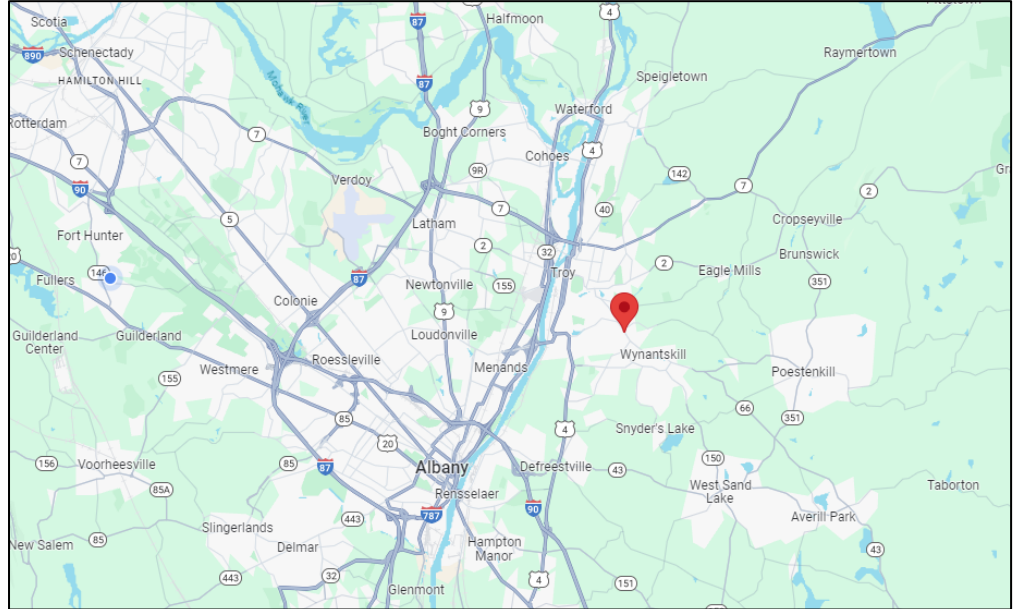 Scotia
87
Halfmoon
4
Pittstown
890
Schenectady
Raymertown
HAMILTON HILL
Mohawk River
87
Speigletown
9
Waterford
Rotterdam
7
Boght Corners
4
7
Cohoes
9R
142
90
Verdoy
7
2
7
40
5
Latham
Cropseyville
Fort Hunter
2
32
Brunswick
20
146
Troy
2
Eagle Mills
Fullers
87
Newtonville
155
351
Colonie
9
Guilderland
Center
Guilderland
Loudonville
Roessleville
Wynantskill
Westmere
Menands
Poestenkill
155
66
85
351
4
Snyder's Lake
20
156
Voorheesville
85
87
Albany
Defreestville
43
150
85A
Rensselaer
West Sand
Lake
Taborton
787
90
443
Slingerlands
Averill Park
New Salem
85
Delmar
Hampton
Manor
43
443
32
4
151
Glenmont